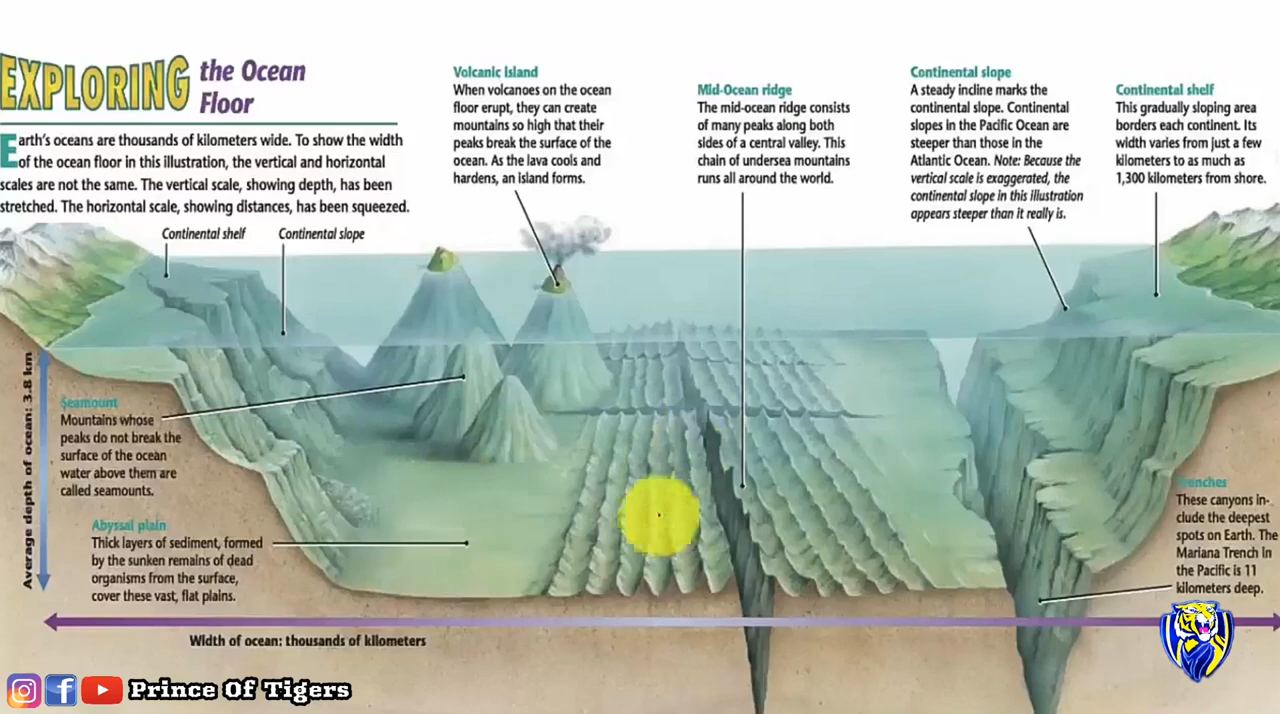 EXPLORING the Ocean
Floor
Earth's oceans are thousands of kilometers wide. To show the width
of the ocean floor in this illustration, the vertical and horizontal
scales are not the same. The vertical scale, showing depth, has been
stretched. The horizontal scale, showing distances, has been squeezed.
Continental shelf
Continental slope
Volcanic Island
When volcanoes on the ocean
floor erupt, they can create
mountains so high that their
peaks break the surface of the
ocean. As the lava cools and
hardens, an island forms.
Mid-Ocean ridge
The mid-ocean ridge consists
of many peaks along both
sides of a central valley. This
chain of undersea mountains
runs all around the world.
Continental slope
A steady incline marks the
continental slope. Continental
slopes in the Pacific Ocean are
steeper than those in the
Atlantic Ocean. Note: Because the
vertical scale is exaggerated, the
continental slope in this illustration
appears steeper than it really is.
Continental shelf
This gradually sloping area
borders each continent. Its
width varies from just a few
kilometers to as much as
1,300 kilometers from shore.
Average depth of ocean: 3.8 km
Seamount
Mountains whose
peaks do not break the
surface of the ocean
water above them are
called seamounts.
Abyssal plain
Thick layers of sediment, formed
by the sunken remains of dead
organisms from the surface,
cover these vast, flat plains.
Trenches
These canyons in-
clude the deepest
spots on Earth. The
Mariana Trench in
the Pacific is 11
kilometers deep.
Width of ocean: thousands of kilometers
Prince Of Tigers